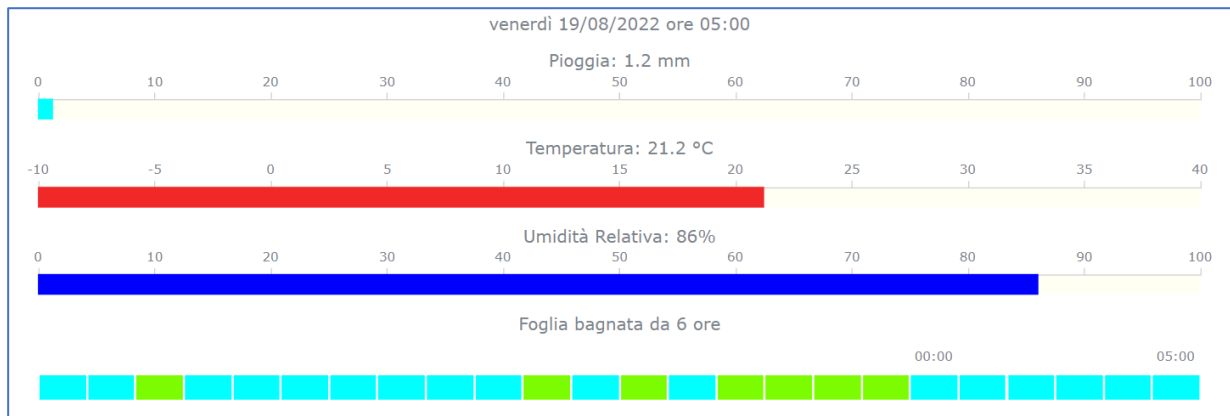 venerdì 19/08/2022 ore 05:00
Pioggia: 1.2 mm
0 10 20 30 40 50 60 70 80 90 100
Temperatura: 21.2 °C
-10 -5 0 5 10 15 20 25 30 35 40
Umidità Relativa: 86%
0 10 20 30 40 50 60 70 80 90 100
Foglia bagnata da 6 ore
00:00 05:00